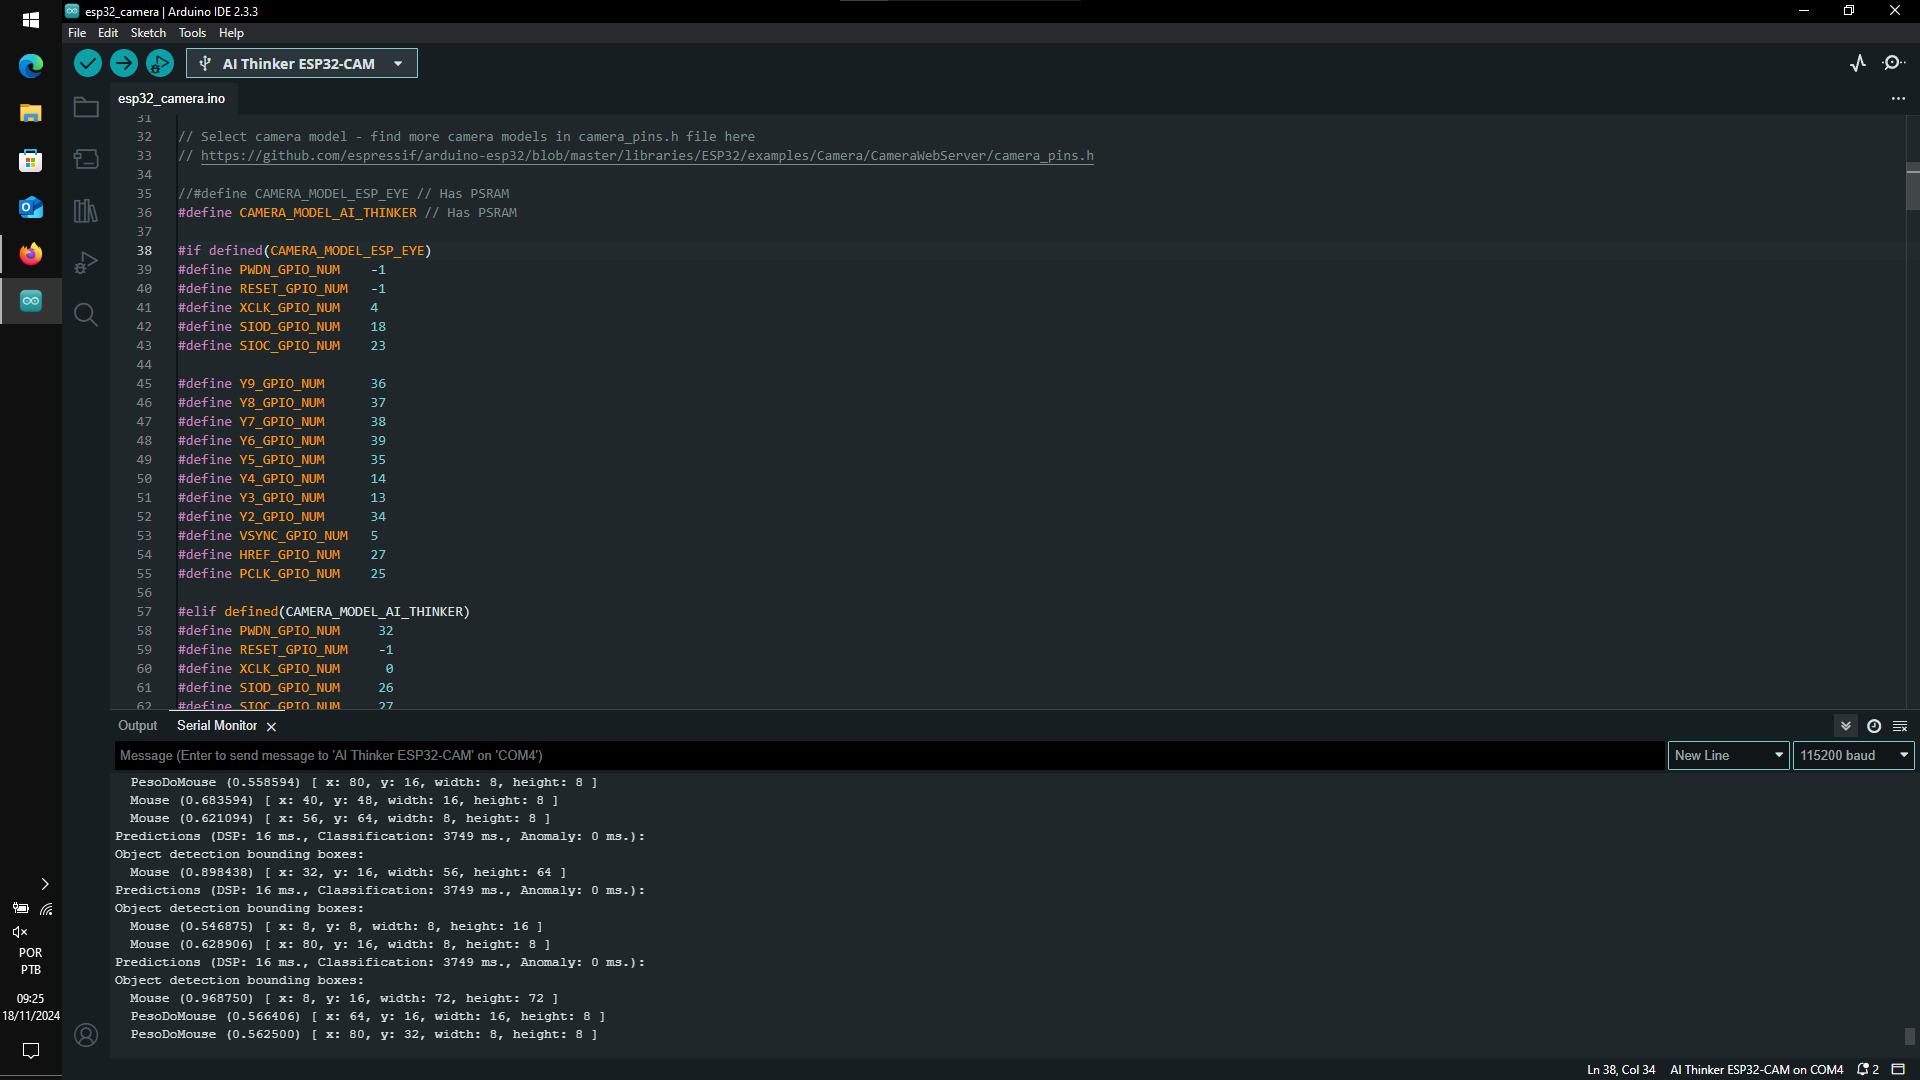 esp32_camera | Arduino IDE 2.3.3
File Edit Sketch Tools Help
AI Thinker ESP32-CAM
esp32_camera.ino
31
32 // Select camera model - find more camera models in camera_pins.h file here
33 // https://github.com/espressif/arduino-esp32/blob/master/libraries/ESP32/examples/Camera/CameraWebServer/camera_pins.h
34
35 //#define CAMERA_MODEL_ESP_EYE // Has PSRAM
36 #define CAMERA_MODEL_AI_THINKER // Has PSRAM
37
38 #if defined(CAMERA_MODEL_ESP_EYE)
39 #define PWDN_GPIO_NUM    -1
40 #define RESET_GPIO_NUM   -1
41 #define XCLK_GPIO_NUM    4
42 #define SIOD_GPIO_NUM    18
43 #define SIOC_GPIO_NUM    23
44
45 #define Y9_GPIO_NUM      36
46 #define Y8_GPIO_NUM      37
47 #define Y7_GPIO_NUM      38
48 #define Y6_GPIO_NUM      39
49 #define Y5_GPIO_NUM      35
50 #define Y4_GPIO_NUM      14
51 #define Y3_GPIO_NUM      13
52 #define Y2_GPIO_NUM      34
53 #define VSYNC_GPIO_NUM   5
54 #define HREF_GPIO_NUM    27
55 #define PCLK_GPIO_NUM    25
56
57 #elif defined(CAMERA_MODEL_AI_THINKER)
58 #define PWDN_GPIO_NUM     32
59 #define RESET_GPIO_NUM    -1
60 #define XCLK_GPIO_NUM      0
61 #define SIOD_GPIO_NUM     26
62 #define SIOC_GPIO_NUM     27
Output Serial Monitor
Message (Enter to send message to 'AI Thinker ESP32-CAM' on 'COM4')
New Line
115200 baud
PesoDoMouse (0.558594) [ x: 80, y: 16, width: 8, height: 8 ]
Mouse (0.683594) [ x: 40, y: 48, width: 16, height: 8 ]
Mouse (0.621094) [ x: 56, y: 64, width: 8, height: 8 ]
Predictions (DSP: 16 ms., Classification: 3749 ms., Anomaly: 0 ms.):
Object detection bounding boxes:
Mouse (0.898438) [ x: 32, y: 16, width: 56, height: 64 ]
Predictions (DSP: 16 ms., Classification: 3749 ms., Anomaly: 0 ms.):
Object detection bounding boxes:
Mouse (0.546875) [ x: 8, y: 8, width: 8, height: 16 ]
Mouse (0.628906) [ x: 80, y: 16, width: 8, height: 8 ]
Predictions (DSP: 16 ms., Classification: 3749 ms., Anomaly: 0 ms.):
Object detection bounding boxes:
Mouse (0.968750) [ x: 8, y: 16, width: 72, height: 72 ]
PesoDoMouse (0.566406) [ x: 64, y: 16, width: 16, height: 8 ]
PesoDoMouse (0.562500) [ x: 80, y: 32, width: 8, height: 8 ]
POR
PTB
09:25
18/11/2024
Ln 38, Col 34 AI Thinker ESP32-CAM on COM4 2